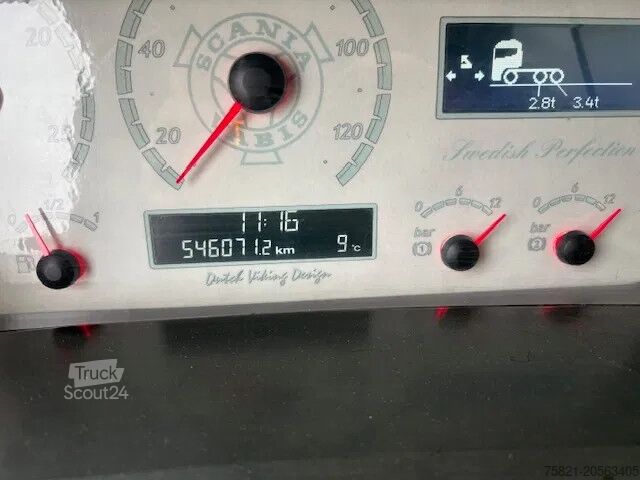 20
40
100
SCANIA
VABIS
20
20
120
2.8t 3.4t
Swedish Perfection
0 1/2 1
11:16
546071.2 km 9 °C
Dutch Viking Design
0 6 12
bar
(1)
0 6 12
bar
(2)
Truck
Scout24
75821-20563405